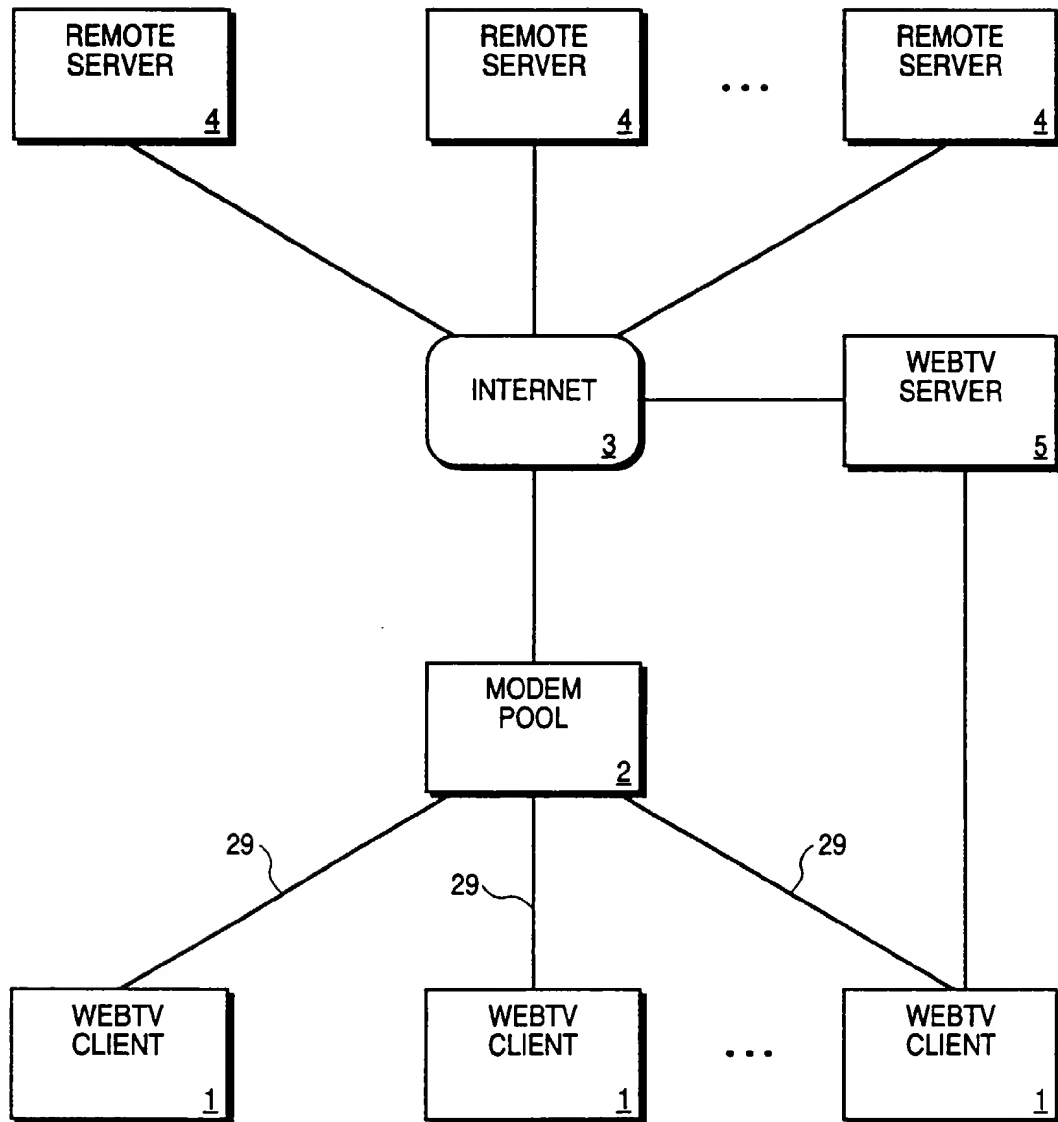 REMOTE
SERVER
4
REMOTE
SERVER
4
...
REMOTE
SERVER
4
INTERNET
3
WEBTV
SERVER
5
MODEM
POOL
2
29
29
29
WEBTV
CLIENT
1
WEBTV
CLIENT
1
...
WEBTV
CLIENT
1